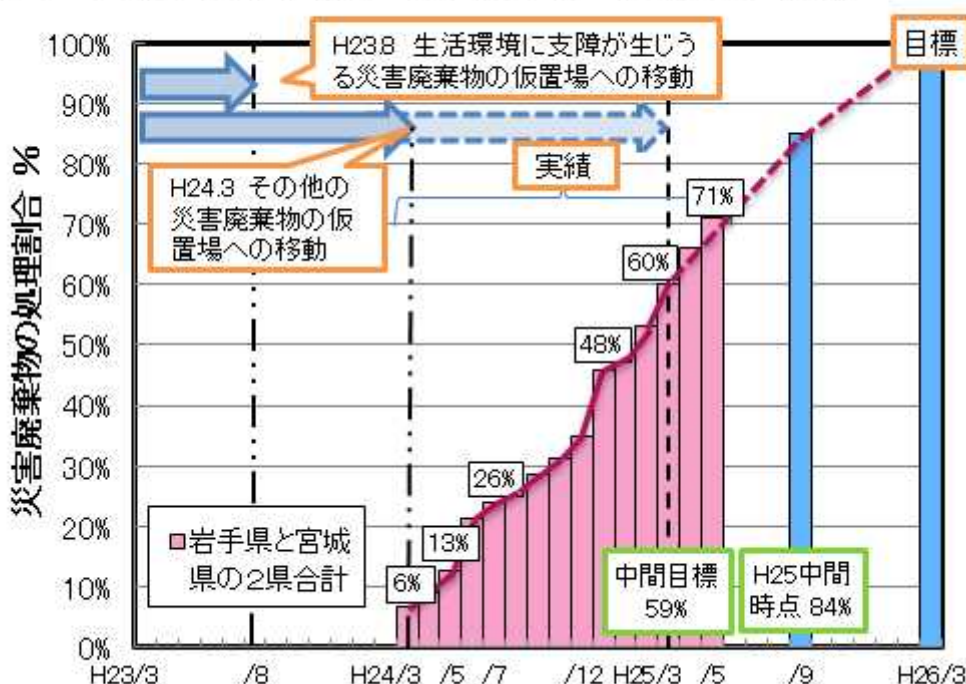 災害廃棄物の処理割合 %
100%
90%
80%
70%
60%
50%
40%
30%
20%
10%
0%
H23.8 生活環境に支障が生じう
る災害廃棄物の仮置場への移動
目標
H24.3 その他の
災害廃棄物の仮
置場への移動
実績
71%
60%
48%
26%
13%
6%
岩手県と宮城
県の2県合計
中間目標
59%
H25中間
時点 84%
H23/3
/8
H24/3
/5
/7
/12
H25/3
/5
/9
H26/3